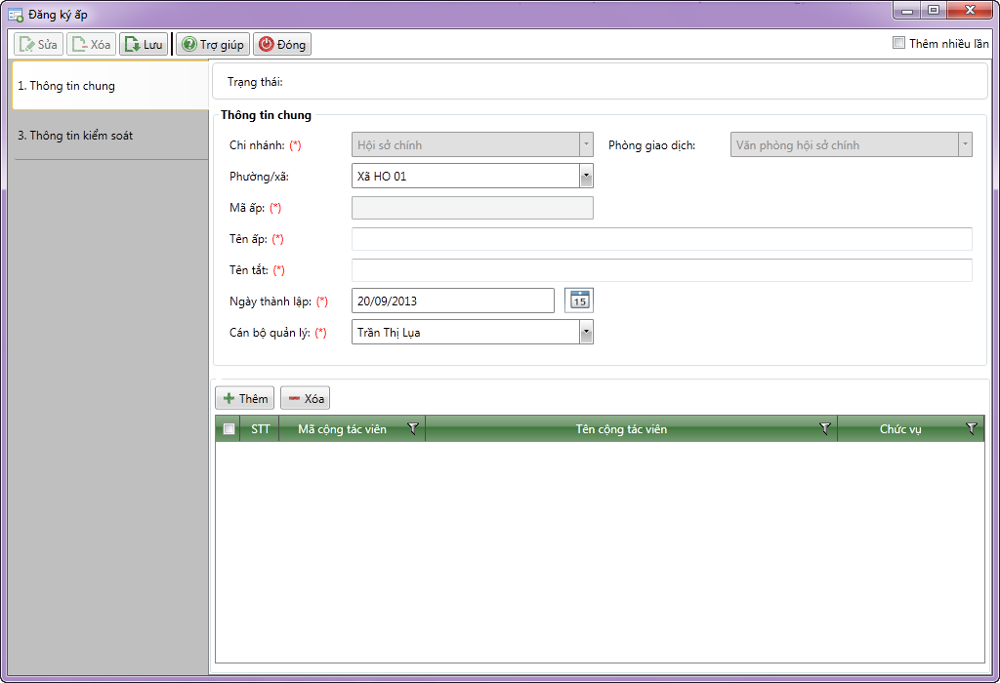 Đăng ký ấp
Sửa Xóa Lưu Trợ giúp Đóng Thêm nhiều lần
1. Thông tin chung
3. Thông tin kiểm soát
Trạng thái:
Thông tin chung
Chi nhánh: (*) Hội sở chính Phòng giao dịch: Văn phòng hội sở chính
Phường/xã: Xã HO 01
Mã ấp: (*)
Tên ấp: (*)
Tên tắt: (*)
Ngày thành lập: (*) 20/09/2013 15
Cán bộ quản lý: (*) Trần Thị Lụa
Thêm Xóa
STT Mã cộng tác viên Tên cộng tác viên Chức vụ